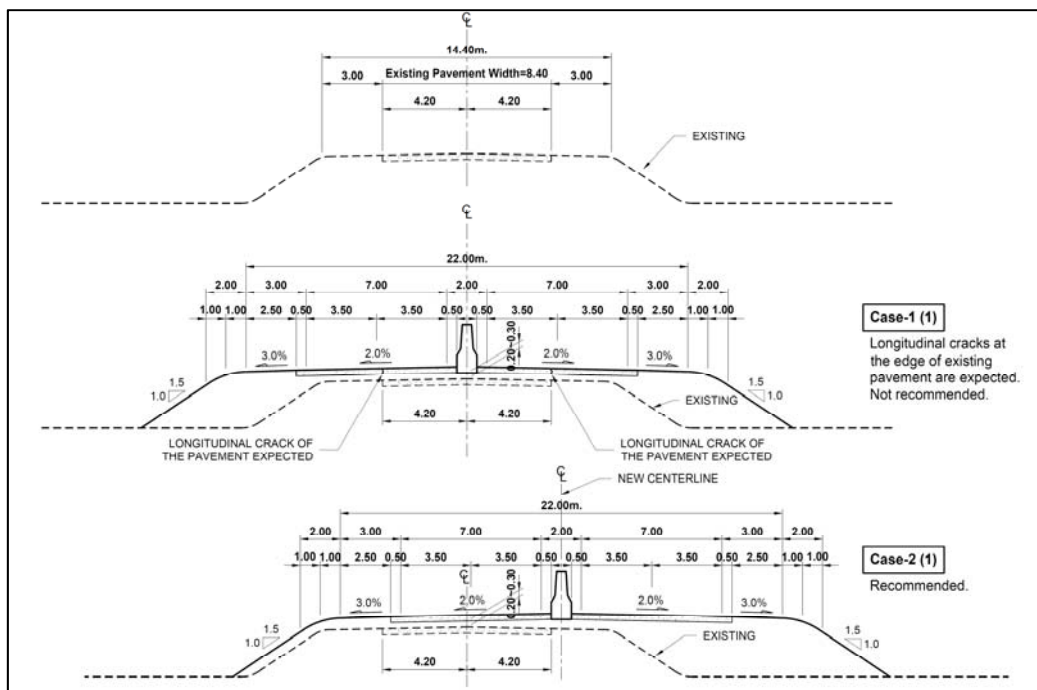 ℄
14.40m.
3.00 Existing Pavement Width=8.40 3.00
4.20 4.20
EXISTING
℄
22.00m.
2.00 3.00 7.00 2.00 7.00 3.00 2.00
1.00 1.00 2.50 0.50 3.50 3.50 0.50 0.50 3.50 3.50 0.50 2.50 1.00 1.00
0.20~0.30
3.0% 2.0% 2.0% 3.0%
1.5
1.0
1.5
1.0
4.20 4.20
EXISTING
LONGITUDINAL CRACK OF
THE PAVEMENT EXPECTED
LONGITUDINAL CRACK OF
THE PAVEMENT EXPECTED
Case-1 (1)
Longitudinal cracks at
the edge of existing
pavement are expected.
Not recommended.
℄
NEW CENTERLINE
22.00m.
2.00 3.00 7.00 2.00 7.00 3.00 2.00
1.00 1.00 2.50 0.50 3.50 3.50 0.50 0.50 3.50 3.50 0.50 2.50 1.00 1.00
℄
0.20~0.30
3.0% 2.0% 2.0% 3.0%
1.5
1.0
1.5
1.0
EXISTING
4.20 4.20
Case-2 (1)
Recommended.